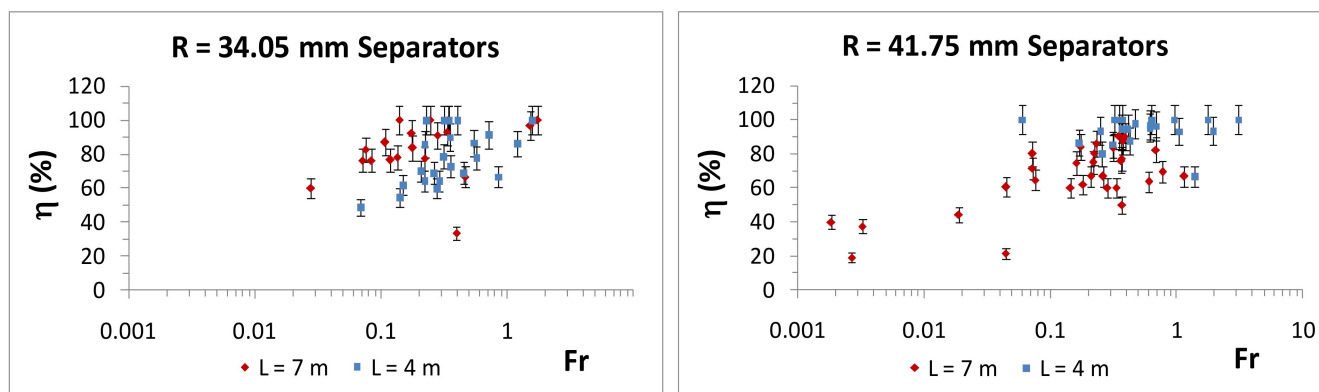 R = 34.05 mm Separators
120
100
80
60
40
20
0
η (%)
0.001 0.01 0.1 1
Fr
L = 7 m L = 4 m
R = 41.75 mm Separators
120
100
80
60
40
20
0
η (%)
0.001 0.01 0.1 1 10
Fr
L = 7 m L = 4 m